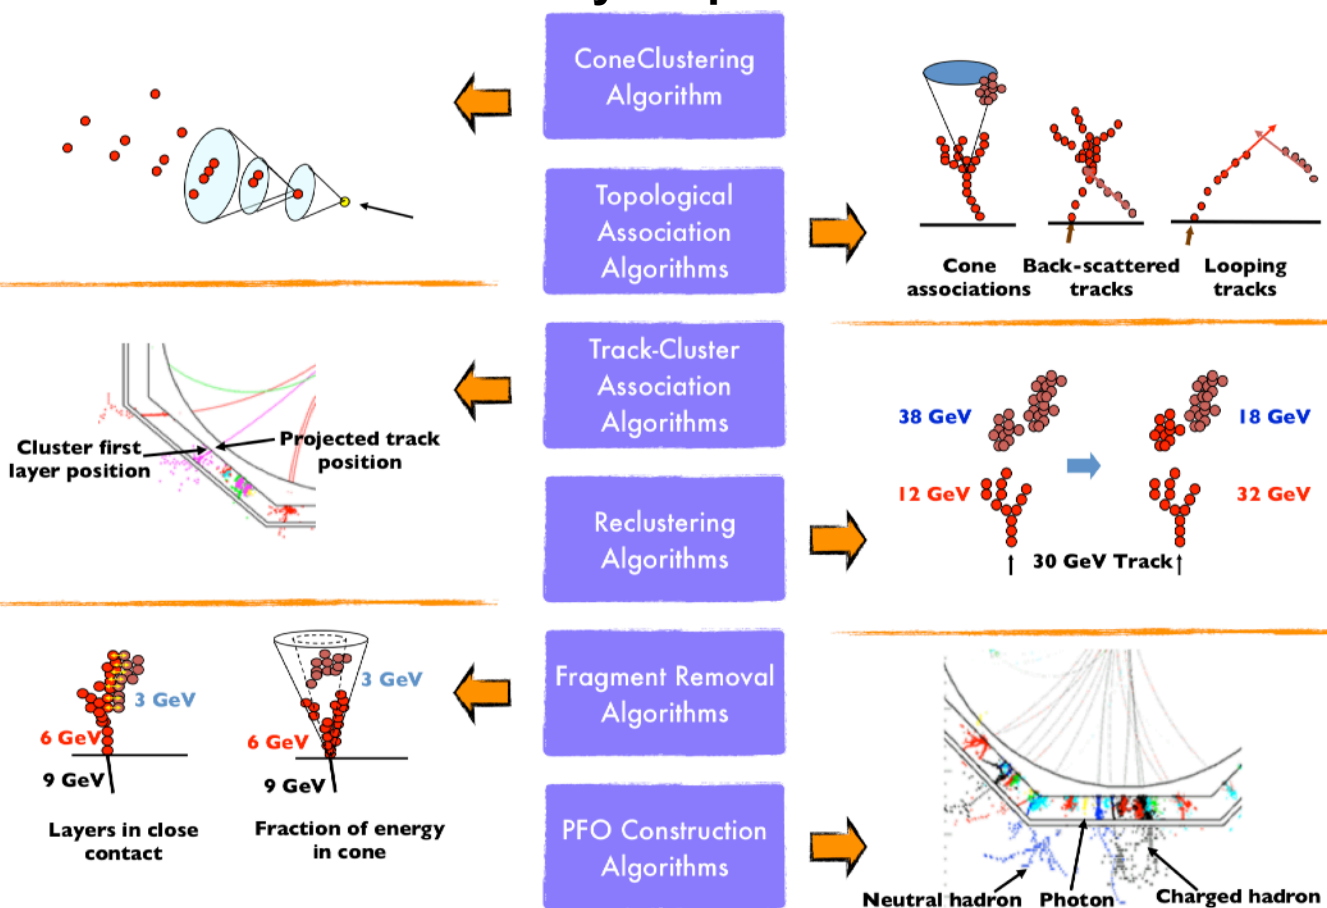 ConeClustering
Algorithm
Topological
Association
Algorithms
Cone
associations
Back-scattered
tracks
Looping
tracks
Track-Cluster
Association
Algorithms
Cluster first
layer position
Projected track
position
Reclustering
Algorithms
38 GeV
12 GeV
18 GeV
32 GeV
30 GeV Track
Fragment Removal
Algorithms
3 GeV
6 GeV
9 GeV
Layers in close
contact
3 GeV
6 GeV
9 GeV
Fraction of energy
in cone
PFO Construction
Algorithms
Neutral hadron
Photon
Charged hadron